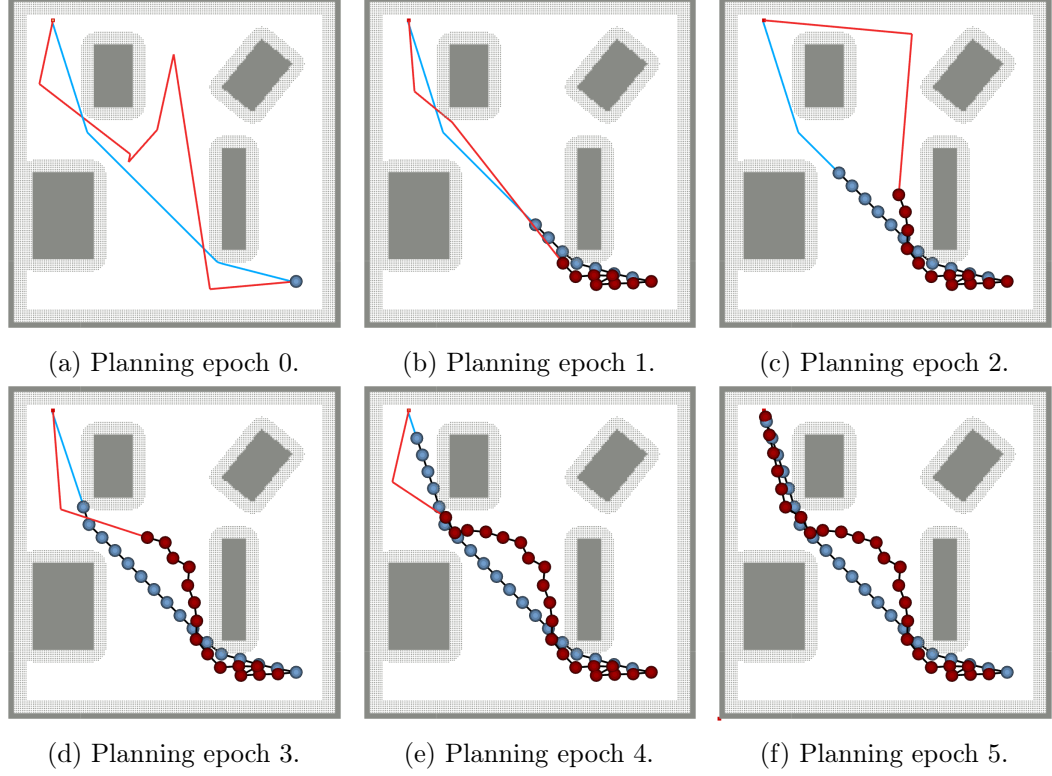 (a) Planning epoch 0.
(b) Planning epoch 1.
(c) Planning epoch 2.
(d) Planning epoch 3.
(e) Planning epoch 4.
(f) Planning epoch 5.